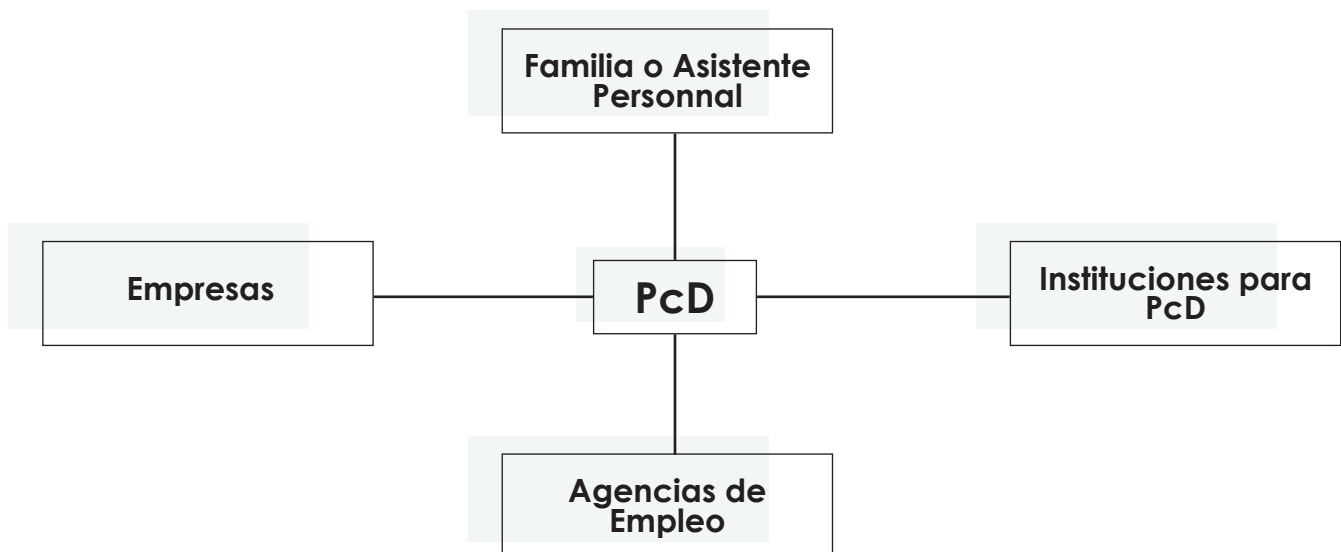 Familia o Asistente
Personnal
Empresas
PcD
Instituciones para
PcD
Agencias de
Empleo